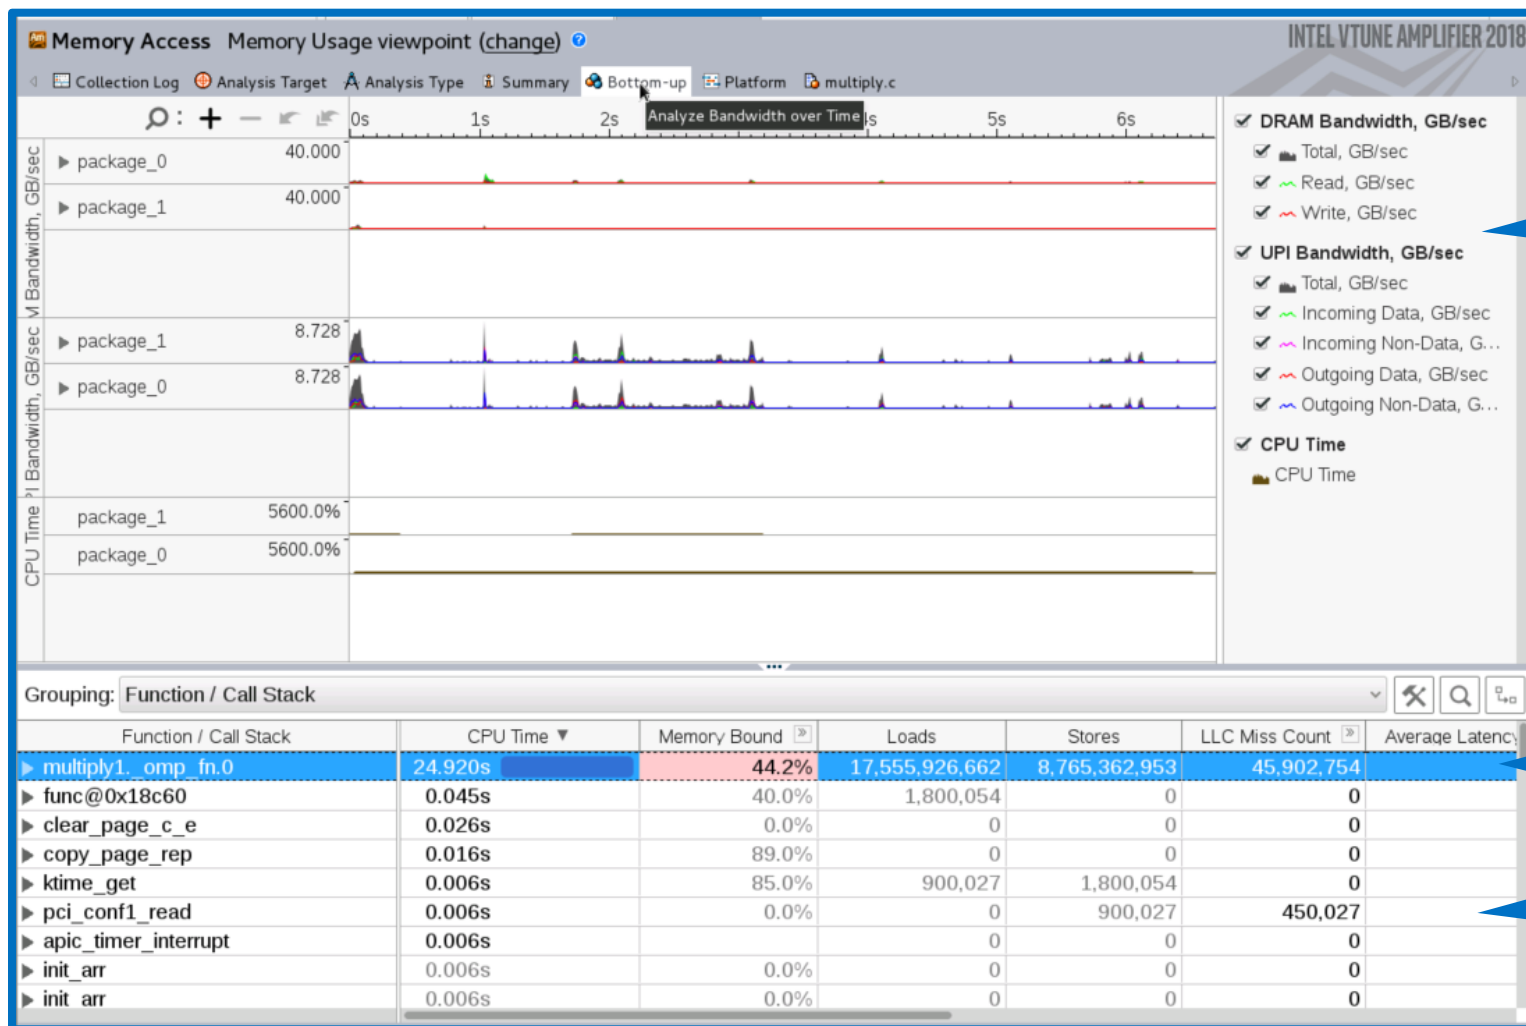 Memory Access Memory Usage viewpoint (change) ?
INTEL VTUNE AMPLIFIER 2018
Collection Log Analysis Target Analysis Type Summary Bottom-up Platform multiply.c
Analyze Bandwidth over Time
0s 1s 2s 4s 5s 6s
M Bandwidth, GB/sec
package_0 40.000
package_1 40.000
PI Bandwidth, GB/sec
package_1 8.728
package_0 8.728
CPU Time
package_1 5600.0%
package_0 5600.0%
DRAM Bandwidth, GB/sec
Total, GB/sec
Read, GB/sec
Write, GB/sec
UPI Bandwidth, GB/sec
Total, GB/sec
Incoming Data, GB/sec
Incoming Non-Data, G...
Outgoing Data, GB/sec
Outgoing Non-Data, G...
CPU Time
CPU Time
Grouping: Function / Call Stack
Function / Call Stack CPU Time ▼ Memory Bound Loads Stores LLC Miss Count Average Latency
multiply1._omp_fn.0 24.920s 44.2% 17,555,926,662 8,765,362,953 45,902,754
func@0x18c60 0.045s 40.0% 1,800,054 0 0
clear_page_c_e 0.026s 0.0% 0 0 0
copy_page_rep 0.016s 89.0% 0 0 0
ktime_get 0.006s 85.0% 900,027 1,800,054 0
pci_conf1_read 0.006s 0.0% 0 900,027 450,027
apic_timer_interrupt 0.006s 0 0 0
init_arr 0.006s 0.0% 0 0 0
init_arr 0.006s 0.0% 0 0 0